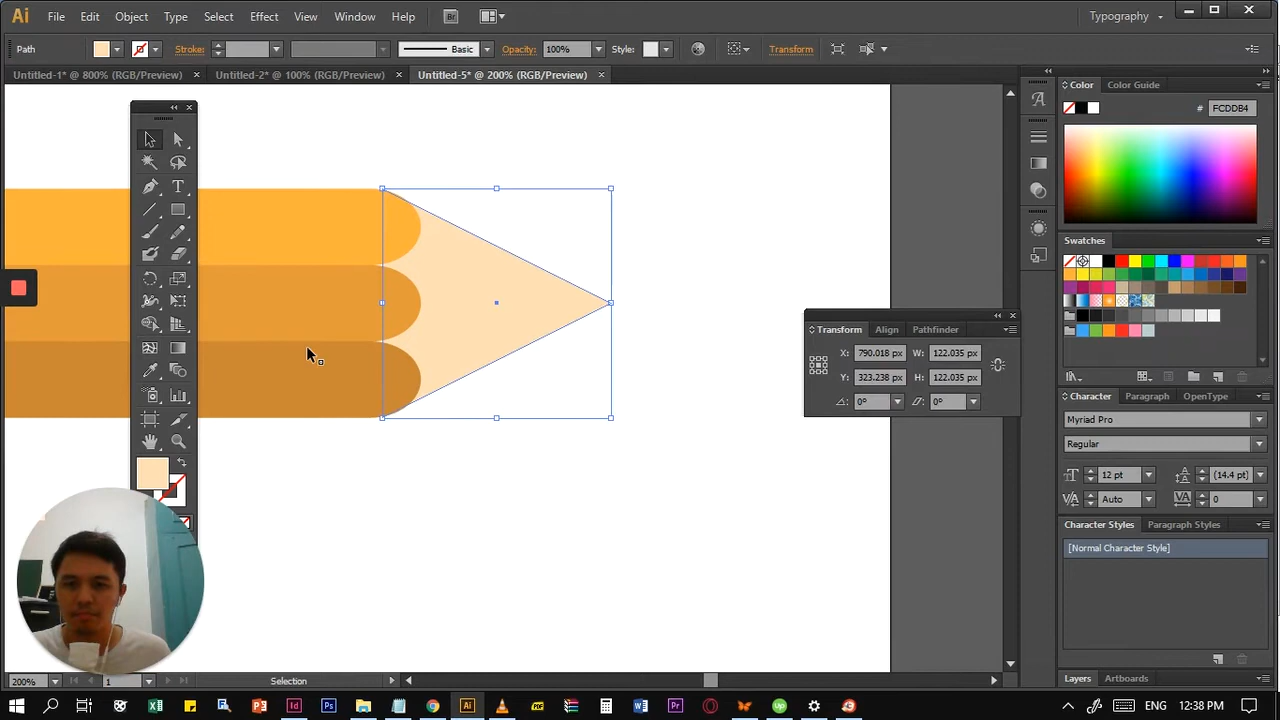 Ai File Edit Object Type Select Effect View Window Help Br Typography
Path Stroke: Basic Opacity: 100% Style: Transform
Untitled-1* @ 800% (RGB/Preview) × Untitled-2* @ 100% (RGB/Preview) × Untitled-5* @ 200% (RGB/Preview) ×
Color Color Guide
# FCDDB4
Swatches
Transform Align Pathfinder
X: 790.018 px W: 122.035 px
Y: 323.238 px H: 122.035 px
0° 0°
Character Paragraph OpenType
Myriad Pro
Regular
12 pt (14.4 pt)
Auto 0
Character Styles Paragraph Styles
[Normal Character Style]
Layers Artboards
200% 1 Selection
ENG 12:38 PM